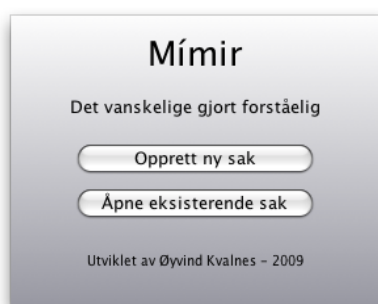 Mímir
Det vanskelige gjort forståelig
Opprett ny sak
Åpne eksisterende sak
Utviklet av Øyvind Kvalnes – 2009